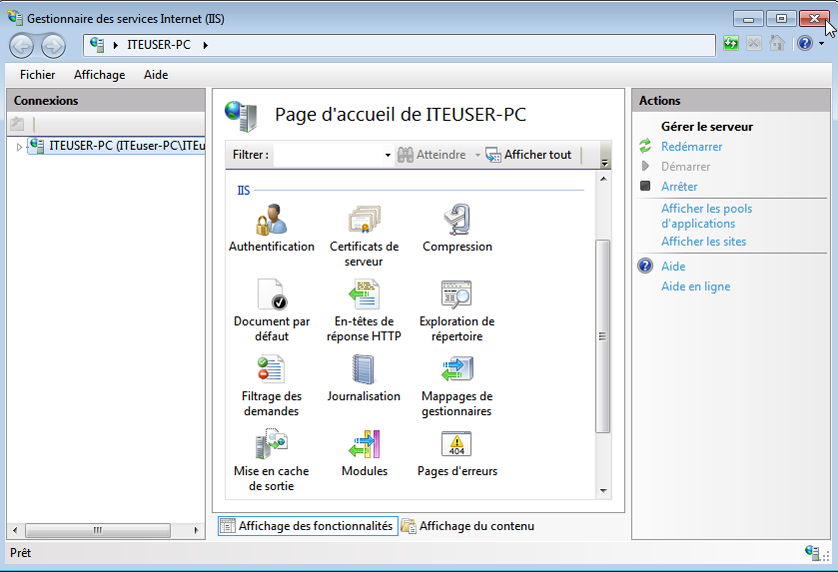 Gestionnaire des services Internet (IIS)
ITEUSER-PC
Fichier Affichage Aide
Connexions
ITEUSER-PC (ITEuser-PC\ITEu
Page d'accueil de ITEUSER-PC
Filtrer : Atteindre Afficher tout
IIS
Authentification
Certificats de
serveur
Compression
Document par
défaut
En-têtes de
réponse HTTP
Exploration de
répertoire
Filtrage des
demandes
Journalisation
Mappages de
gestionnaires
Mise en cache
de sortie
Modules
404
Pages d'erreurs
Affichage des fonctionnalités Affichage du contenu
Actions
Gérer le serveur
Redémarrer
Démarrer
Arrêter
Afficher les pools
d'applications
Afficher les sites
Aide
Aide en ligne
Prêt